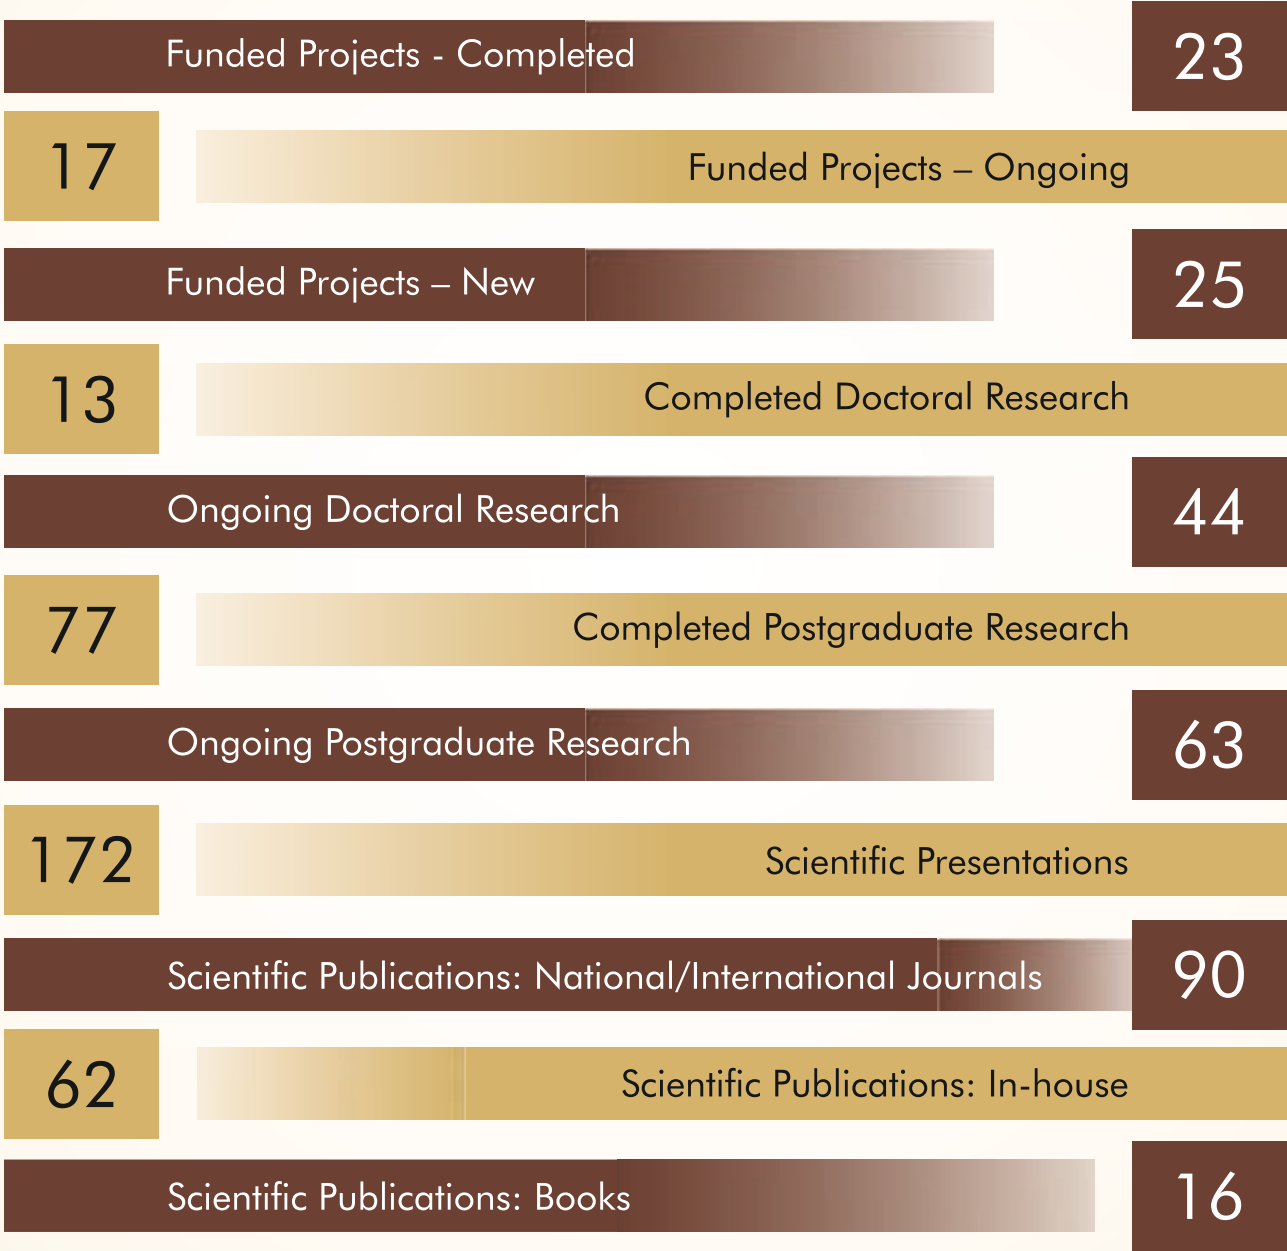 Funded Projects - Completed 23
17 Funded Projects – Ongoing
Funded Projects – New 25
13 Completed Doctoral Research
Ongoing Doctoral Research 44
77 Completed Postgraduate Research
Ongoing Postgraduate Research 63
172 Scientific Presentations
Scientific Publications: National/International Journals 90
62 Scientific Publications: In-house
Scientific Publications: Books 16